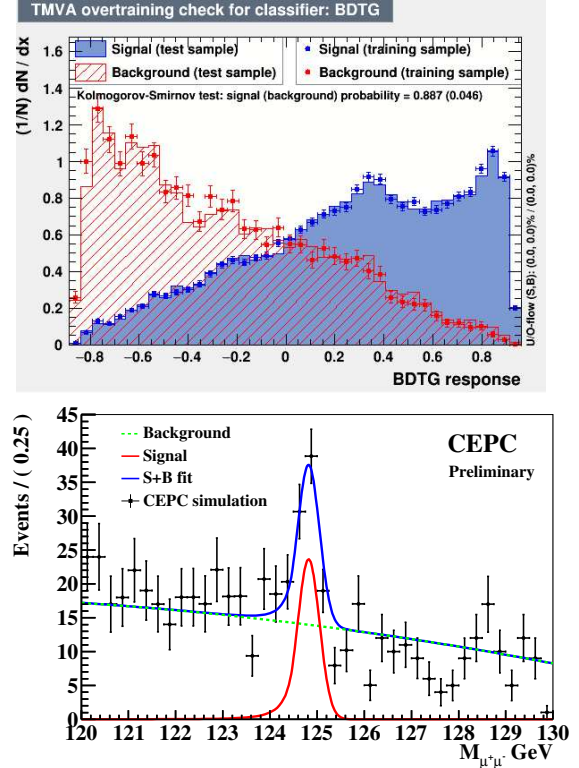 TMVA overtraining check for classifier: BDTG
(1/N) dN / dx
1.6
1.4
1.2
1
0.8
0.6
0.4
0.2
0
Signal (test sample)
Background (test sample)
Signal (training sample)
Background (training sample)
Kolmogorov-Smirnov test: signal (background) probability = 0.887 (0.046)
U/O-flow (S,B): (0.0, 0.0)% / (0.0, 0.0)%
−0.8 −0.6 −0.4 −0.2 0 0.2 0.4 0.6 0.8
BDTG response
Events / ( 0.25 )
45
40
35
30
25
20
15
10
5
0
Background
Signal
S+B fit
CEPC simulation
CEPC
Preliminary
120 121 122 123 124 125 126 127 128 129 130
M μ+μ- GeV